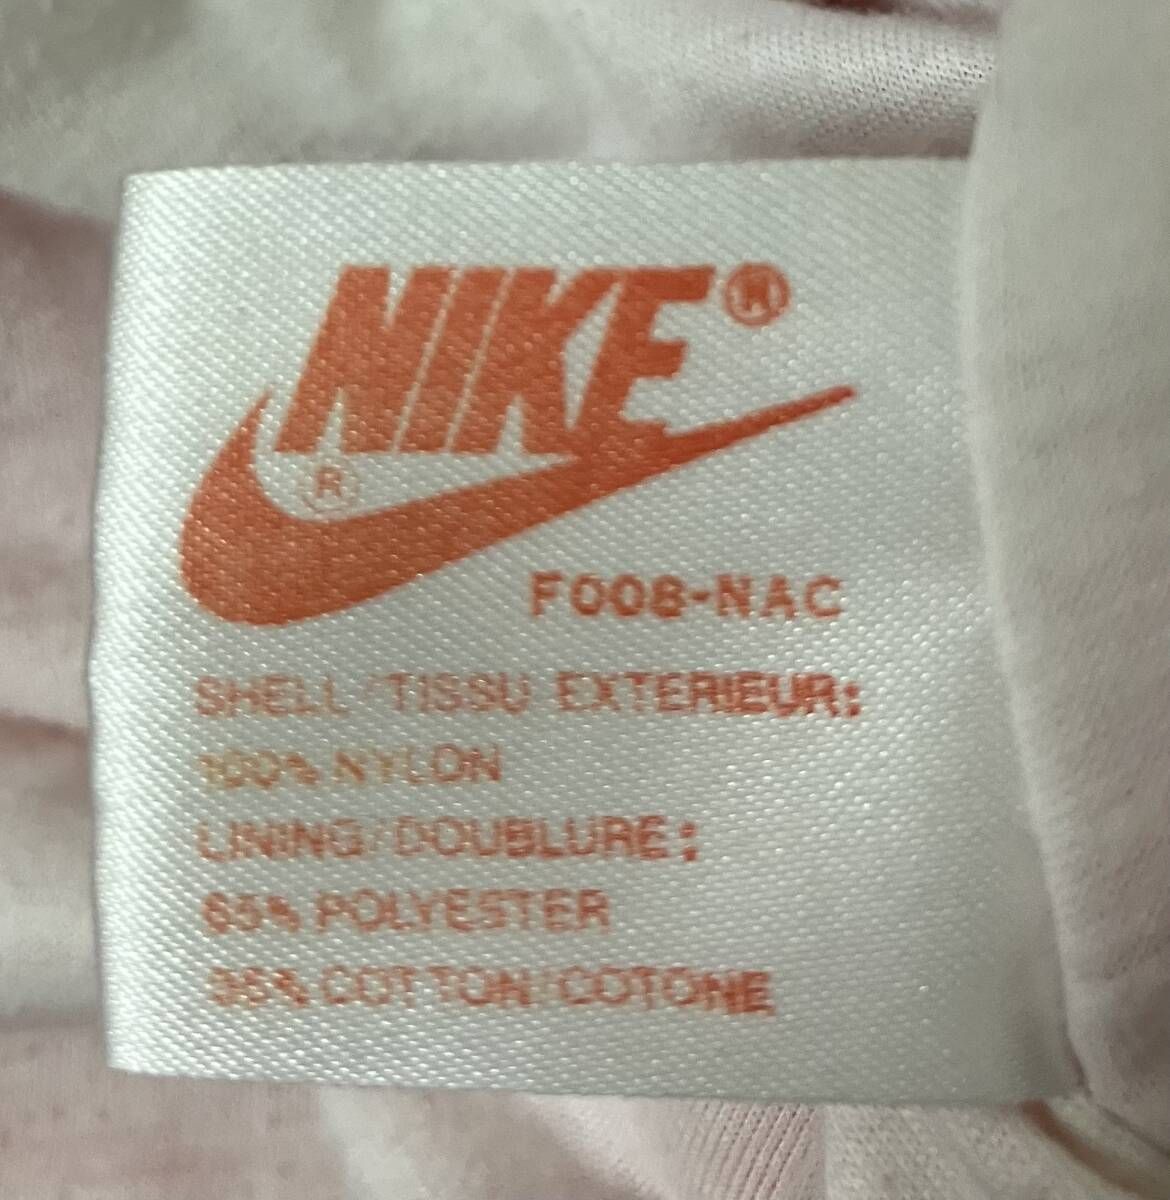 NIKE®
®
F008-NAC
SHELL/TISSU EXTERIEUR:
100% NYLON
LINING/DOUBLURE:
65% POLYESTER
35% COTTON/COTONE